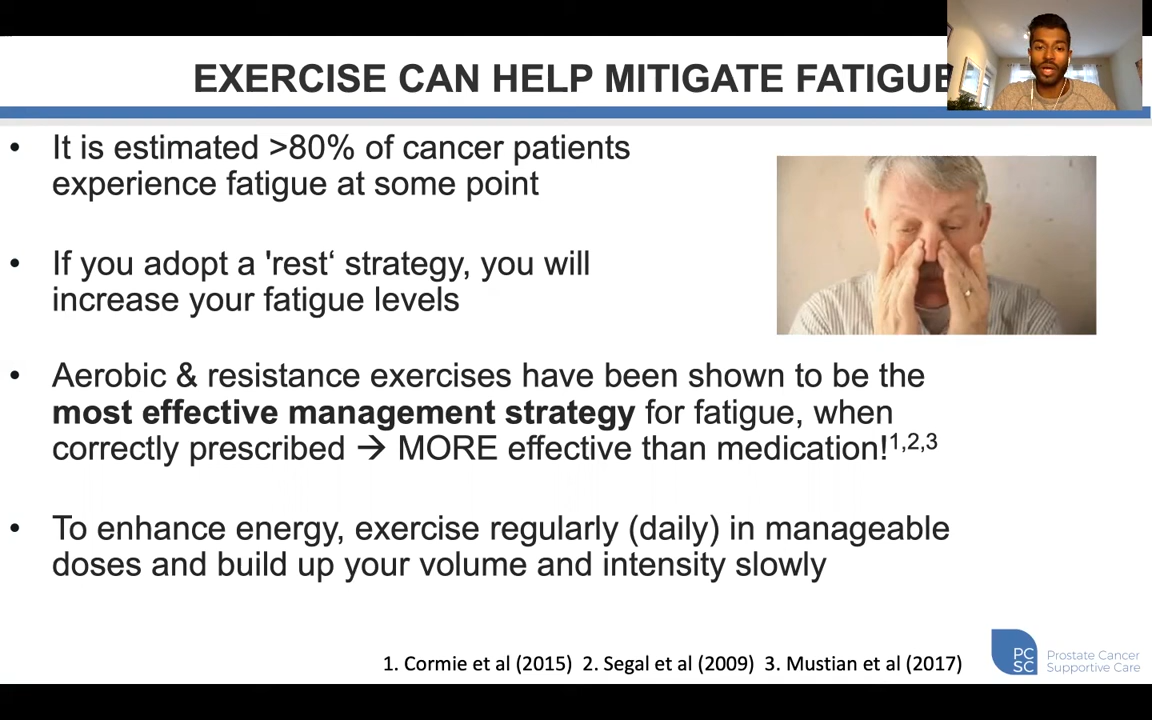 EXERCISE CAN HELP MITIGATE FATIGUE
• It is estimated >80% of cancer patients
experience fatigue at some point
• If you adopt a 'rest‘ strategy, you will
increase your fatigue levels
• Aerobic & resistance exercises have been shown to be the
most effective management strategy for fatigue, when
correctly prescribed → MORE effective than medication!1,2,3
• To enhance energy, exercise regularly (daily) in manageable
doses and build up your volume and intensity slowly
1. Cormie et al (2015) 2. Segal et al (2009) 3. Mustian et al (2017)
PC
SC
Prostate Cancer
Supportive Care